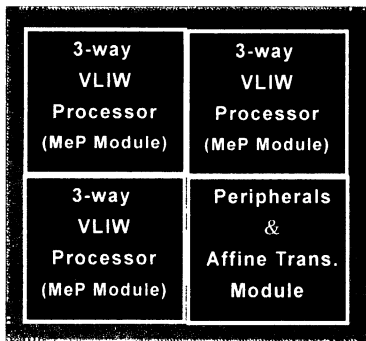 3-way
VLIW
Processor
(MeP Module)
3-way
VLIW
Processor
(MeP Module)
3-way
VLIW
Processor
(MeP Module)
Peripherals
&
Affine Trans.
Module